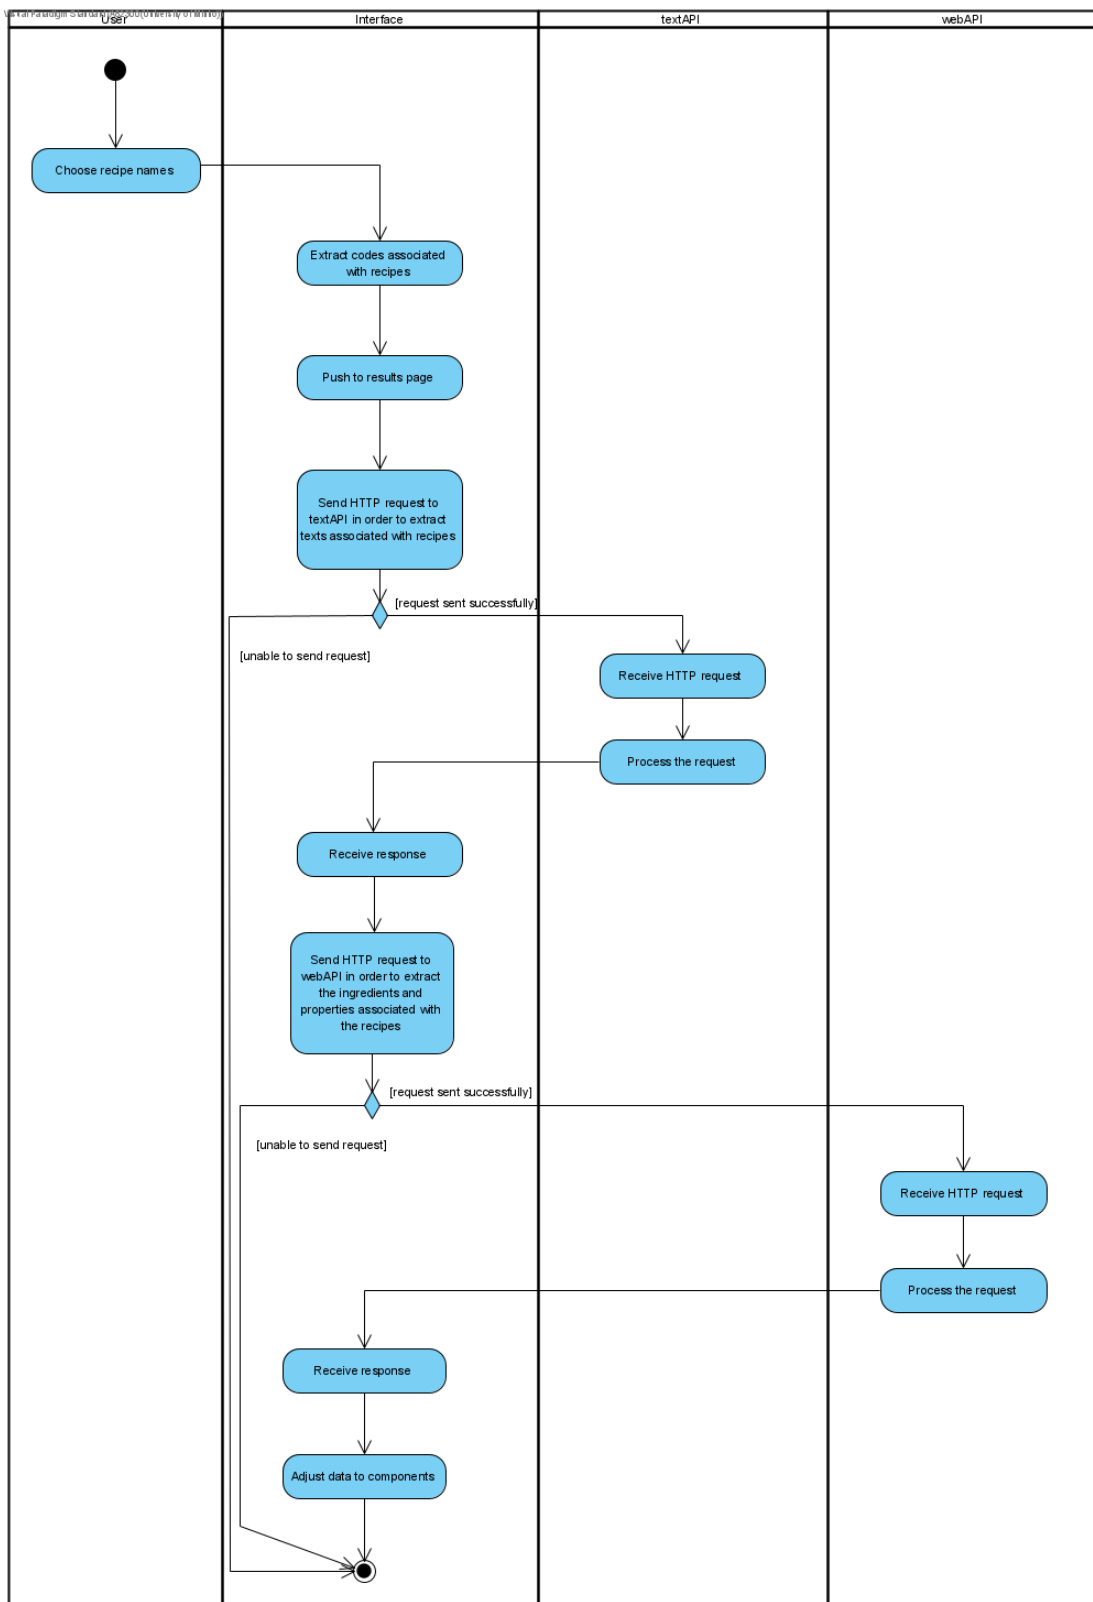 User
Interface
textAPI
webAPI
Choose recipe names
Extract codes associated
with recipes
Push to results page
Send HTTP request to
textAPI in order to extract
texts associated with recipes
[request sent successfully]
[unable to send request]
Receive HTTP request
Process the request
Receive response
Send HTTP request to
webAPI in order to extract
the ingredients and
properties associated with
the recipes
[request sent successfully]
[unable to send request]
Receive HTTP request
Process the request
Receive response
Adjust data to components